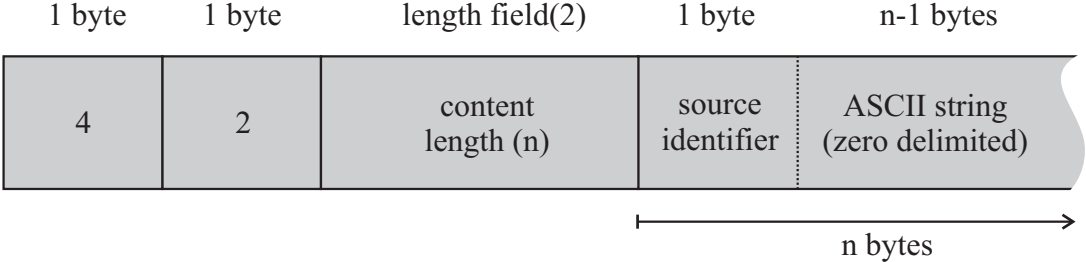 1 byte 1 byte length field(2) 1 byte n-1 bytes
4 2 content length (n) source identifier ASCII string (zero delimited)
n bytes